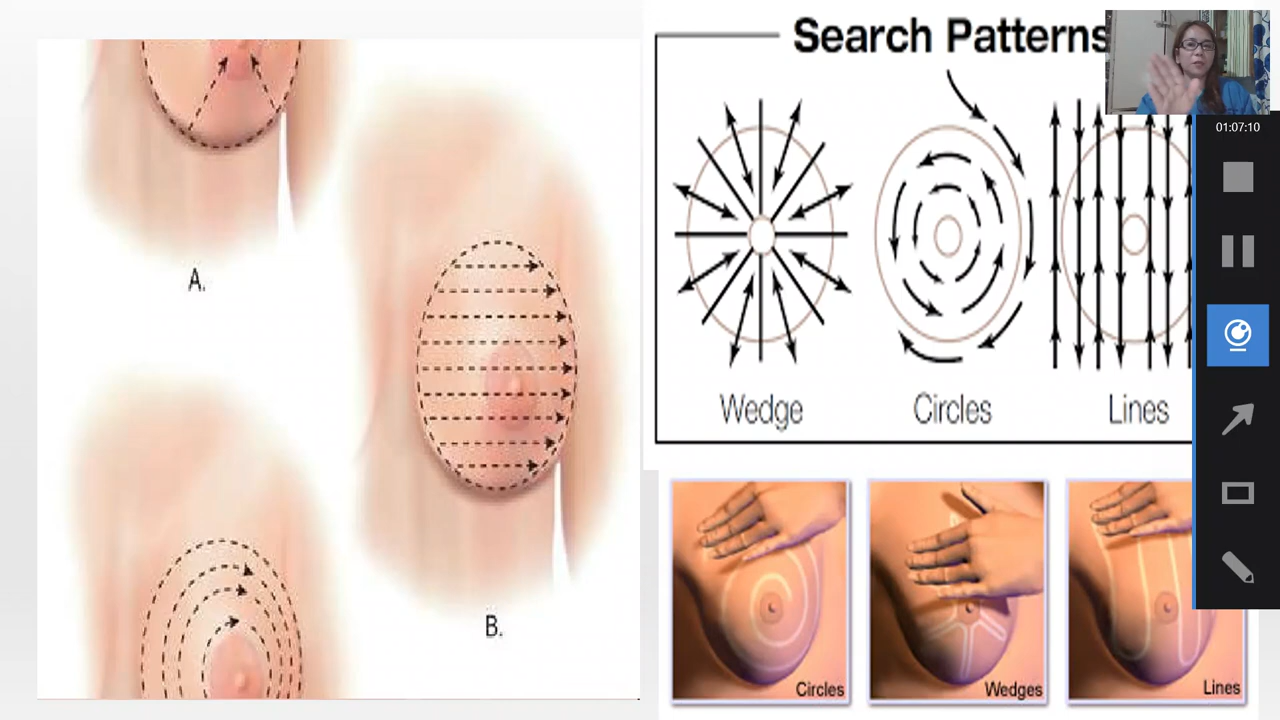 A.
B.
Search Patterns
Wedge
Circles
Lines
Circles
Wedges
Lines
01:07:10